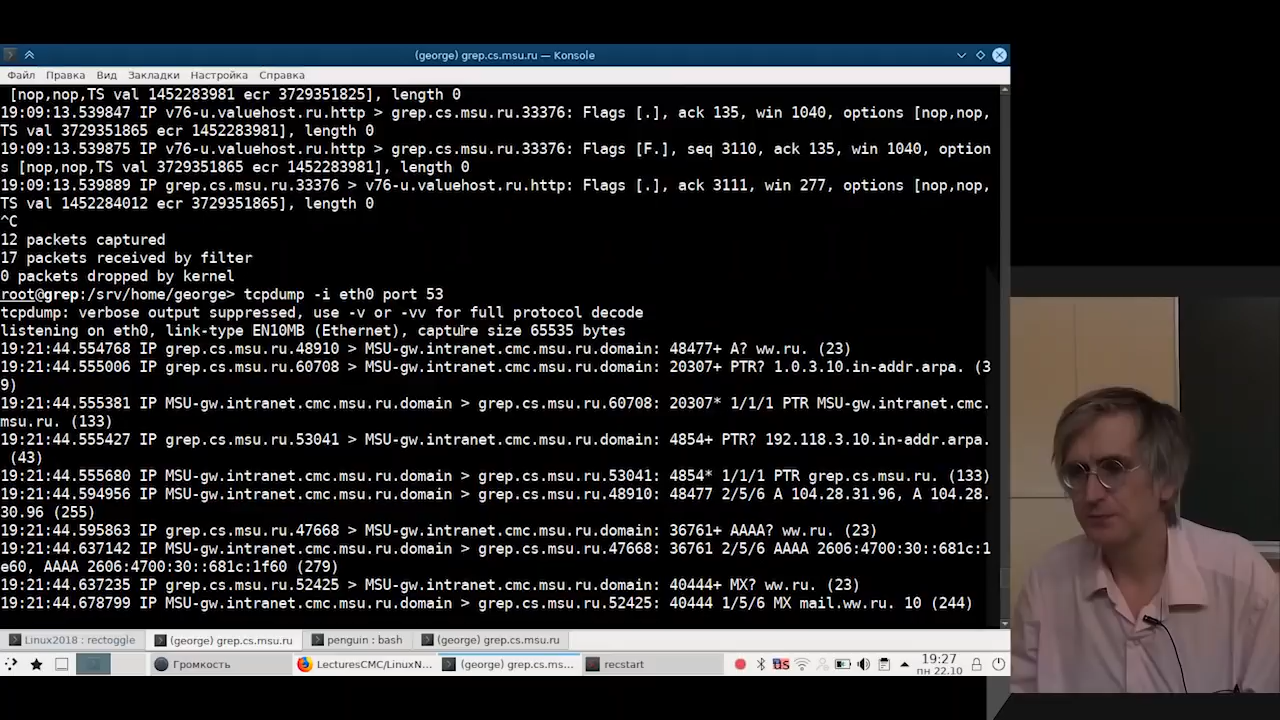 (george) grep.cs.msu.ru — Konsole
Файл Правка Вид Закладки Настройка Справка
[nop,nop,TS val 1452283981 ecr 3729351825], length 0
19:09:13.539847 IP v76-u.valuehost.ru.http > grep.cs.msu.ru.33376: Flags [.], ack 135, win 1040, options [nop,nop,
TS val 3729351865 ecr 1452283981], length 0
19:09:13.539875 IP v76-u.valuehost.ru.http > grep.cs.msu.ru.33376: Flags [F.], seq 3110, ack 135, win 1040, option
s [nop,nop,TS val 3729351865 ecr 1452283981], length 0
19:09:13.539889 IP grep.cs.msu.ru.33376 > v76-u.valuehost.ru.http: Flags [.], ack 3111, win 277, options [nop,nop,
TS val 1452284012 ecr 3729351865], length 0
^C
12 packets captured
17 packets received by filter
0 packets dropped by kernel
root@grep:/srv/home/george> tcpdump -i eth0 port 53
tcpdump: verbose output suppressed, use -v or -vv for full protocol decode
listening on eth0, link-type EN10MB (Ethernet), capture size 65535 bytes
19:21:44.554768 IP grep.cs.msu.ru.48910 > MSU-gw.intranet.cmc.msu.ru.domain: 48477+ A? ww.ru. (23)
19:21:44.555006 IP grep.cs.msu.ru.60708 > MSU-gw.intranet.cmc.msu.ru.domain: 20307+ PTR? 1.0.3.10.in-addr.arpa. (3
9)
19:21:44.555381 IP MSU-gw.intranet.cmc.msu.ru.domain > grep.cs.msu.ru.60708: 20307* 1/1/1 PTR MSU-gw.intranet.cmc.
msu.ru. (133)
19:21:44.555427 IP grep.cs.msu.ru.53041 > MSU-gw.intranet.cmc.msu.ru.domain: 4854+ PTR? 192.118.3.10.in-addr.arpa.
(43)
19:21:44.555680 IP MSU-gw.intranet.cmc.msu.ru.domain > grep.cs.msu.ru.53041: 4854* 1/1/1 PTR grep.cs.msu.ru. (133)
19:21:44.594956 IP MSU-gw.intranet.cmc.msu.ru.domain > grep.cs.msu.ru.48910: 48477 2/5/6 A 104.28.31.96, A 104.28.
30.96 (255)
19:21:44.595863 IP grep.cs.msu.ru.47668 > MSU-gw.intranet.cmc.msu.ru.domain: 36761+ AAAA? ww.ru. (23)
19:21:44.637142 IP MSU-gw.intranet.cmc.msu.ru.domain > grep.cs.msu.ru.47668: 36761 2/5/6 AAAA 2606:4700:30::681c:1
e60, AAAA 2606:4700:30::681c:1f60 (279)
19:21:44.637235 IP grep.cs.msu.ru.52425 > MSU-gw.intranet.cmc.msu.ru.domain: 40444+ MX? ww.ru. (23)
19:21:44.678799 IP MSU-gw.intranet.cmc.msu.ru.domain > grep.cs.msu.ru.52425: 40444 1/5/6 MX mail.ww.ru. 10 (244)
Linux2018 : rectoggle (george) grep.cs.msu.ru penguin : bash (george) grep.cs.msu.ru
Громкость LecturesCMC/LinuxN... (george) grep.cs.ms... recstart US 19:27
пн 22.10